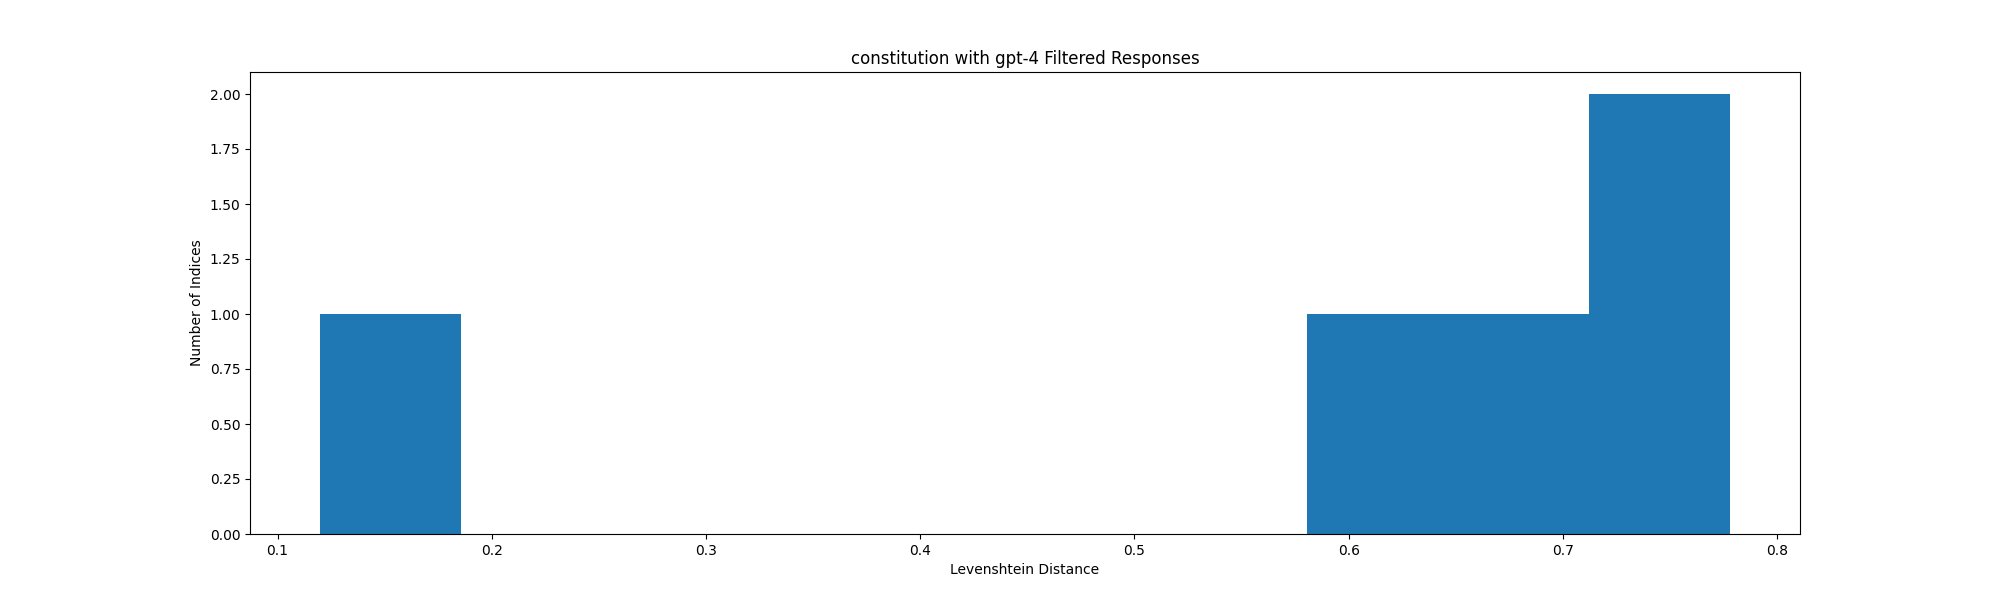 constitution with gpt-4 Filtered Responses
2.00
1.75
1.50
1.25
1.00
0.75
0.50
0.25
0.00
Number of Indices
0.1 0.2 0.3 0.4 0.5 0.6 0.7 0.8
Levenshtein Distance